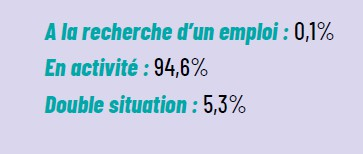 A la recherche d'un emploi : 0,1%
En activité : 94,6%
Double situation : 5,3%